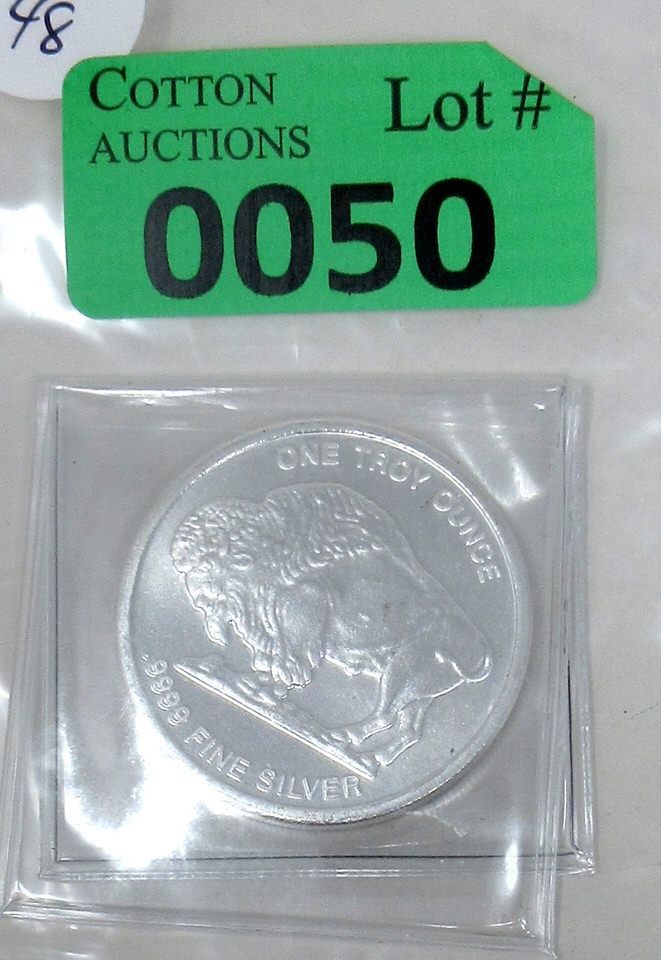 48
COTTON
AUCTIONS
Lot #
0050
ONE TROY OUNCE
.9999 FINE SILVER